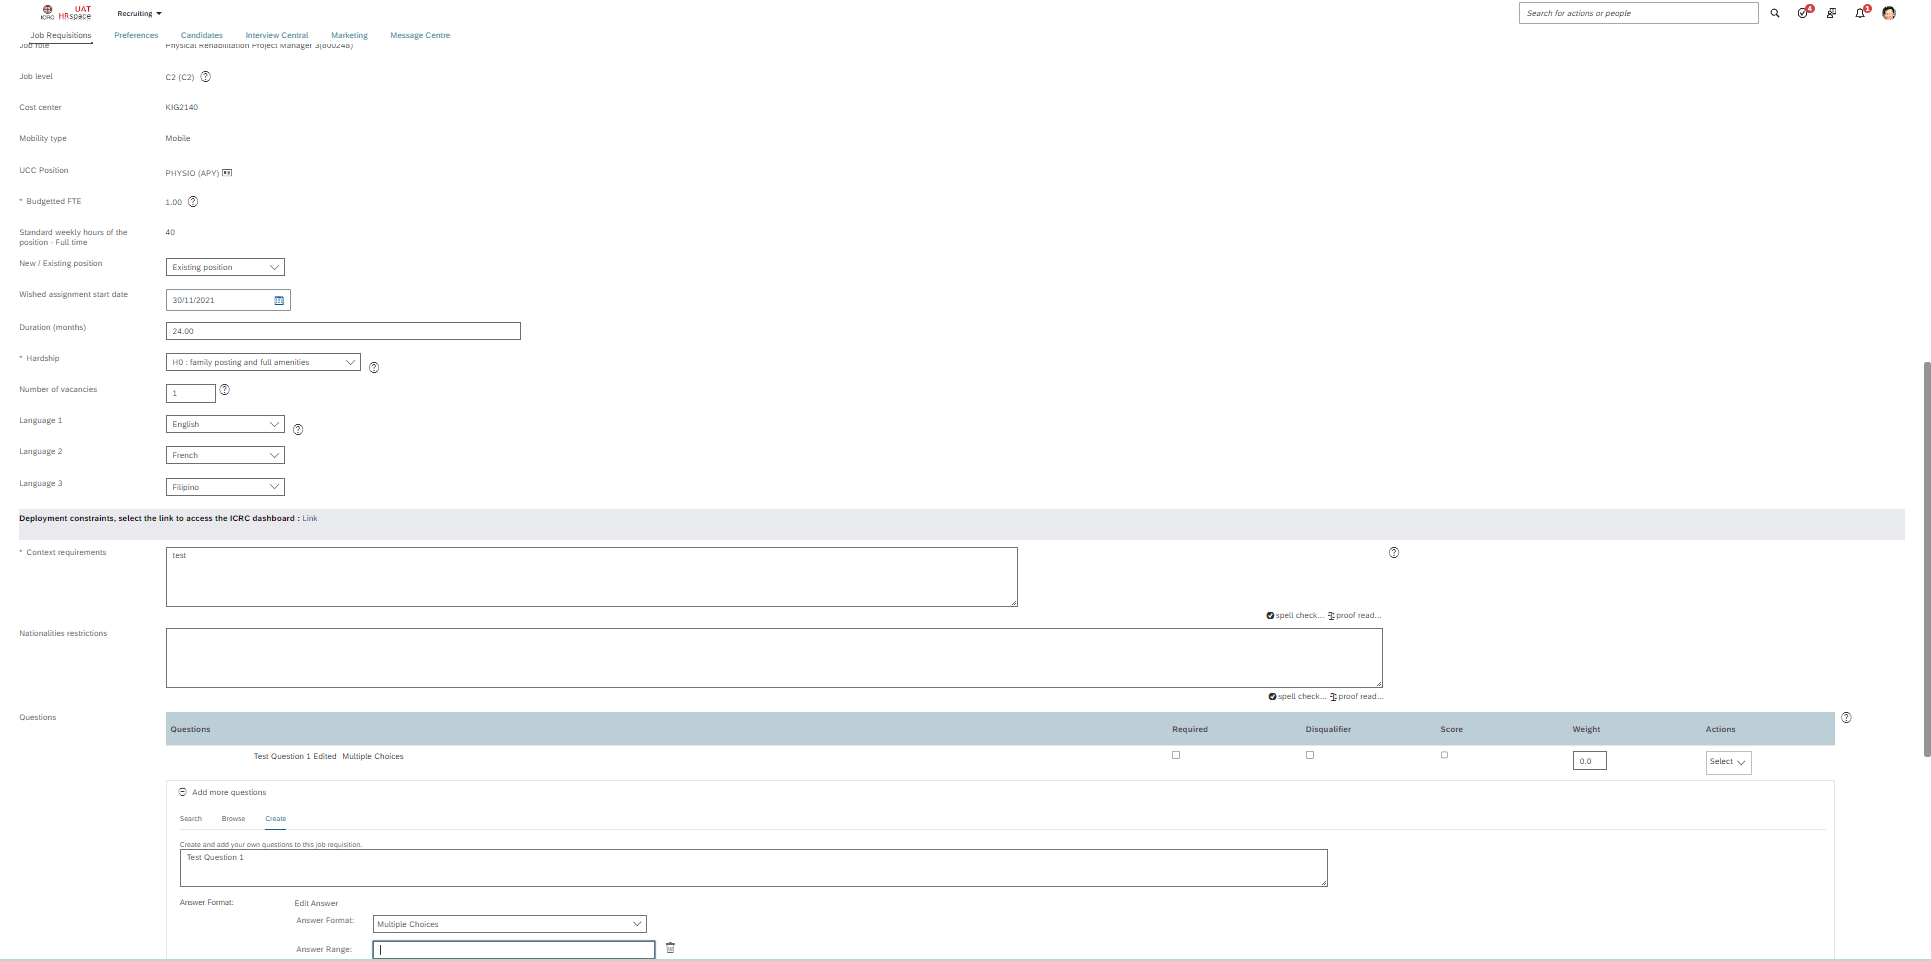 UAT
ICRC HRspace
Recruiting
Search for actions or people
4
1
Job Requisitions Preferences Candidates Interview Central Marketing Message Centre
Job role Physical Rehabilitation Project Manager 3(800248)
Job level C2 (C2)
Cost center KIG2140
Mobility type Mobile
UCC Position PHYSIO (APY)
* Budgetted FTE 1.00
Standard weekly hours of the position - Full time 40
New / Existing position Existing position
Wished assignment start date 30/11/2021
Duration (months) 24.00
* Hardship H0 : family posting and full amenities
Number of vacancies 1
Language 1 English
Language 2 French
Language 3 Filipino
Deployment constraints, select the link to access the ICRC dashboard : Link
* Context requirements test
spell check... proof read...
Nationalities restrictions
spell check... proof read...
Questions
Questions Required Disqualifier Score Weight Actions
Test Question 1 Edited Multiple Choices 0.0 Select
Add more questions
Search Browse Create
Create and add your own questions to this job requisition.
Test Question 1
Answer Format: Edit Answer
Answer Format: Multiple Choices
Answer Range: